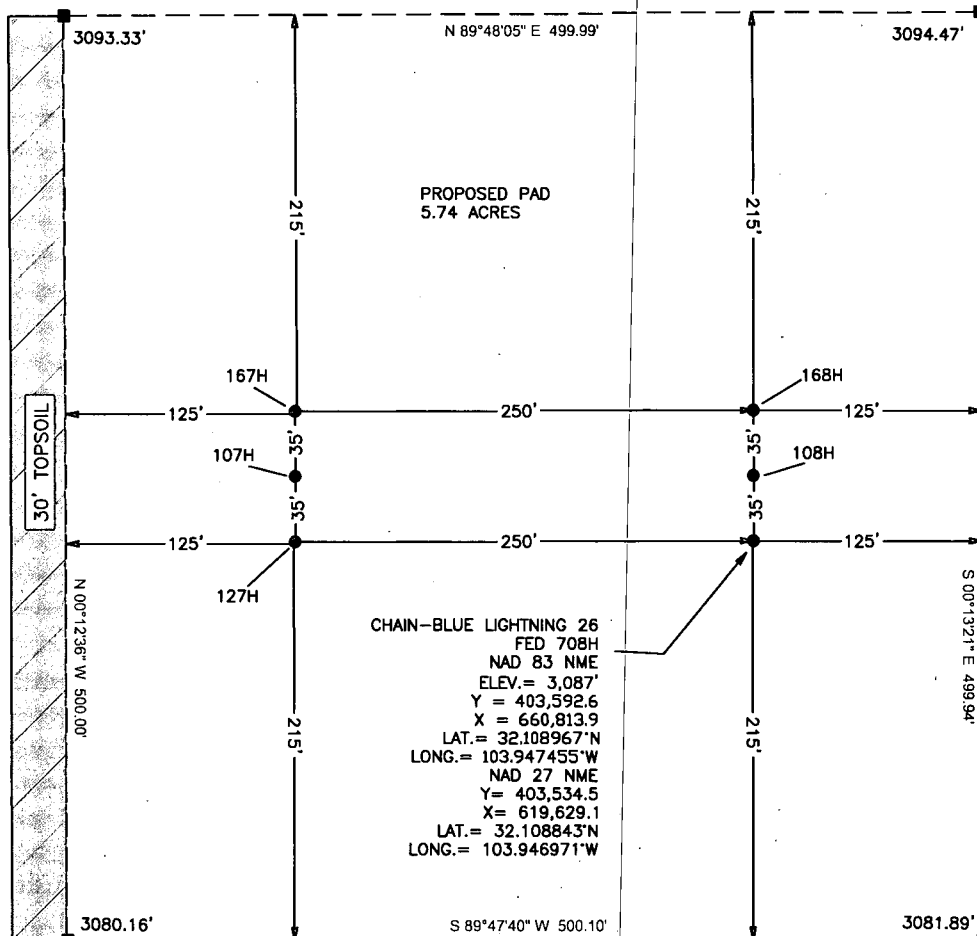 3093.33'
N 89°48'05" E 499.99'
3094.47'
PROPOSED PAD
5.74 ACRES
215'
215'
167H
168H
125'
250'
125'
30' TOPSOIL
35'
35'
107H
108H
35'
35'
125'
250'
125'
127H
N 00°12'36" W 500.00'
S 00°13'21" E 499.94'
CHAIN-BLUE LIGHTNING 26
FED 708H
NAD 83 NME
ELEV.= 3,087'
Y = 403,592.6
X = 660,813.9
LAT.= 32.108967°N
LONG.= 103.947455°W
NAD 27 NME
Y= 403,534.5
X= 619,629.1
LAT.= 32.108843°N
LONG.= 103.946971°W
215'
215'
3080.16'
S 89°47'40" W 500.10'
3081.89'